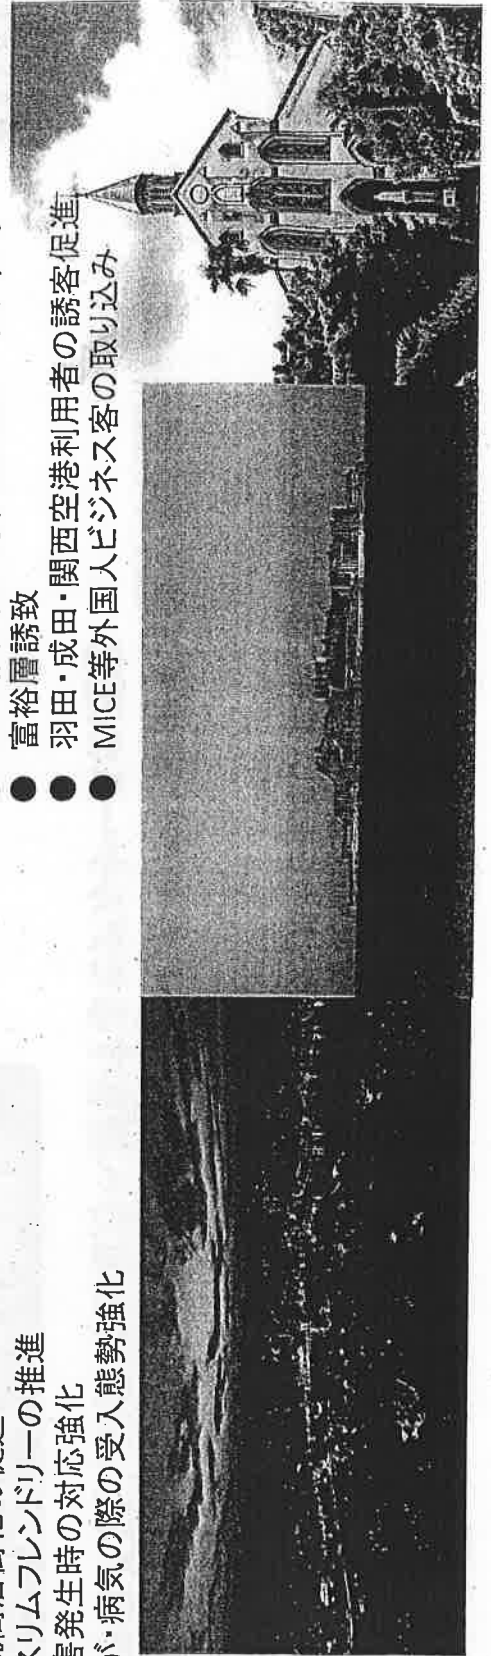 スリムフレンドリーの推進
害発生時の対応強化
が・病気の際の受入態勢強化
● 富裕層誘致
● 羽田・成田・関西空港利用者の誘客促進
● MICE等外国人ビジネス客の取り込み